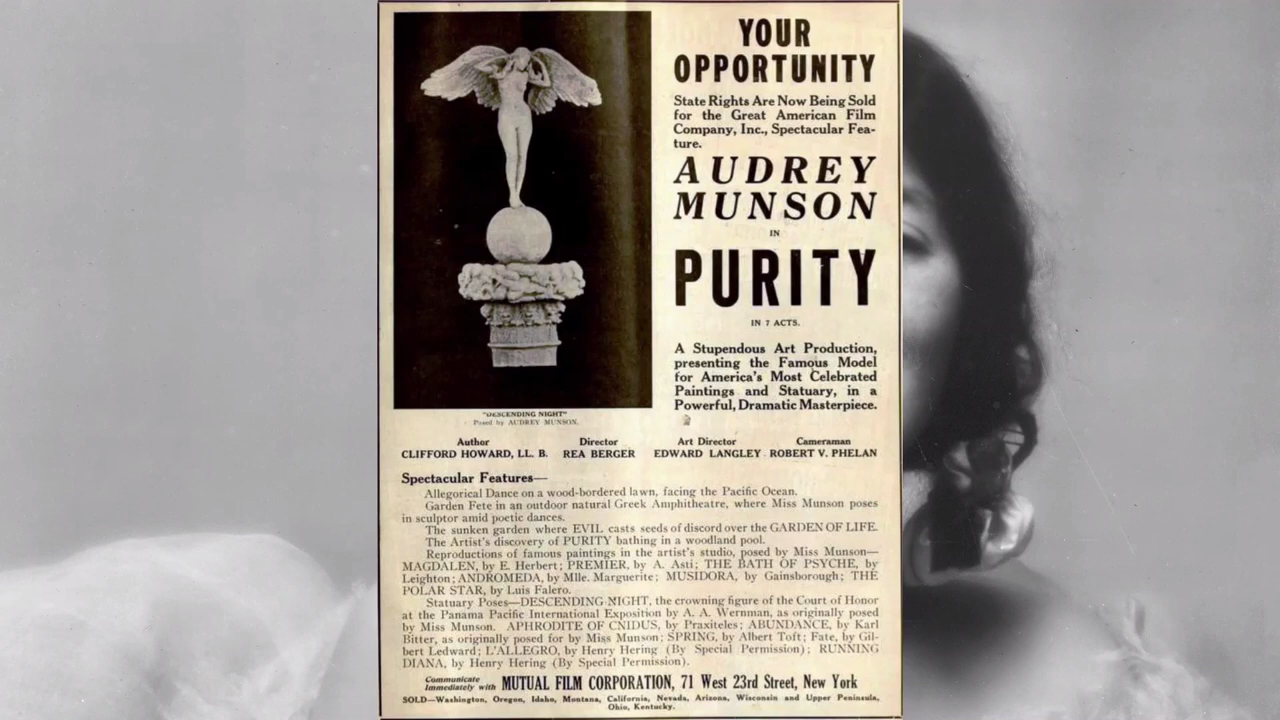 YOUR
OPPORTUNITY
State Rights Are Now Being Sold
for the Great American Film
Company, Inc., Spectacular Fea-
ture.
AUDREY
MUNSON
IN
PURITY
IN 7 ACTS.
A Stupendous Art Production,
presenting the Famous Model
for America's Most Celebrated
Paintings and Statuary, in a
Powerful, Dramatic Masterpiece.
"DESCENDING NIGHT"
Posed by AUDREY MUNSON.
Author Director Art Director Cameraman
CLIFFORD HOWARD, LL. B. REA BERGER EDWARD LANGLEY ROBERT V. PHELAN
Spectacular Features—
Allegorical Dance on a wood-bordered lawn, facing the Pacific Ocean.
Garden Fete in an outdoor natural Greek Amphitheatre, where Miss Munson poses
in sculptor amid poetic dances.
The sunken garden where EVIL casts seeds of discord over the GARDEN OF LIFE.
The Artist's discovery of PURITY bathing in a woodland pool.
Reproductions of famous paintings in the artist's studio, posed by Miss Munson—
MAGDALEN, by E. Herbert; PREMIER, by A. Asti; THE BATH OF PSYCHE, by
Leighton; ANDROMEDA, by Mlle. Marguerite; MUSIDORA, by Gainsborough; THE
POLAR STAR, by Luis Falero.
Statuary Poses—DESCENDING NIGHT, the crowning figure of the Court of Honor
at the Panama Pacific International Exposition by A. A. Wernman, as originally posed
by Miss Munson. APHRODITE OF CNIDUS, by Praxiteles; ABUNDANCE, by Karl
Bitter, as originally posed for by Miss Munson; SPRING, by Albert Toft; Fate, by Gil-
bert Ledward; L'ALLEGRO, by Henry Hering (By Special Permission); RUNNING
DIANA, by Henry Hering (By Special Permission).
Communicate
Immediately with MUTUAL FILM CORPORATION, 71 West 23rd Street, New York
SOLD—Washington, Oregon, Idaho, Montana, California, Nevada, Arizona, Wisconsin and Upper Peninsula,
Ohio, Kentucky.